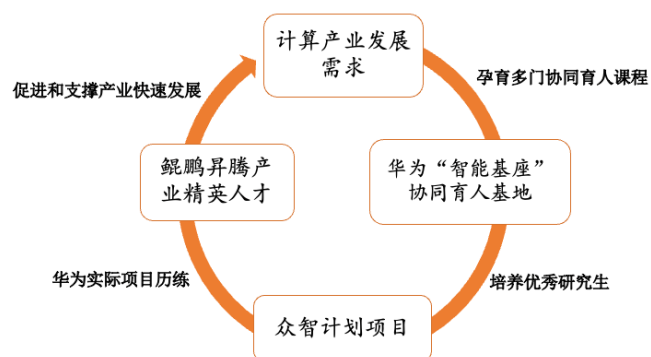 计算产业发展
需求
促进和支撑产业快速发展
孕育多门协同育人课程
鲲鹏昇腾产
业精英人才
华为“智能基座”
协同育人基地
华为实际项目历练
培养优秀研究生
众智计划项目